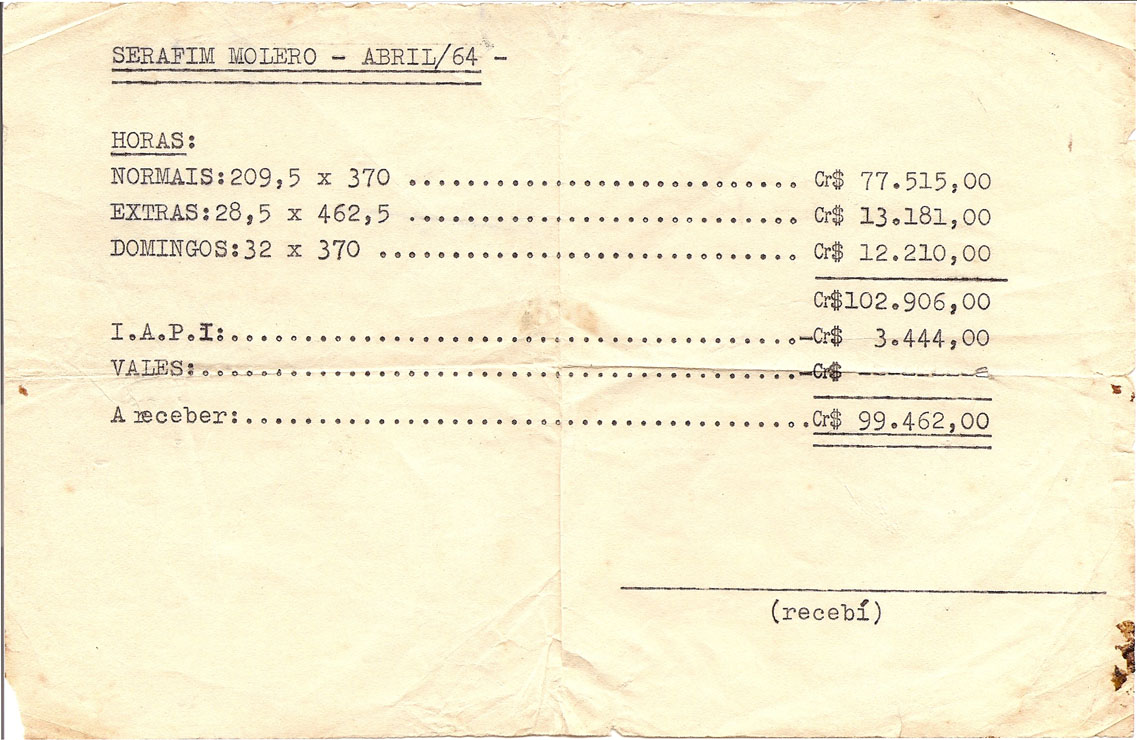 SERAFIM MOLERO - ABRIL/64 -
HORAS:
NORMAIS:209,5 x 370 ........................... Cr$ 77.515,00
EXTRAS:28,5 x 462,5 ........................... Cr$ 13.181,00
DOMINGOS:32 x 370 ............................. Cr$ 12.210,00
Cr$102.906,00
I.A.P.I:.......................................-Cr$ 3.444,00
VALES:.........................................-Cr$ ---------
A receber:.......................................Cr$ 99.462,00
(recebí)